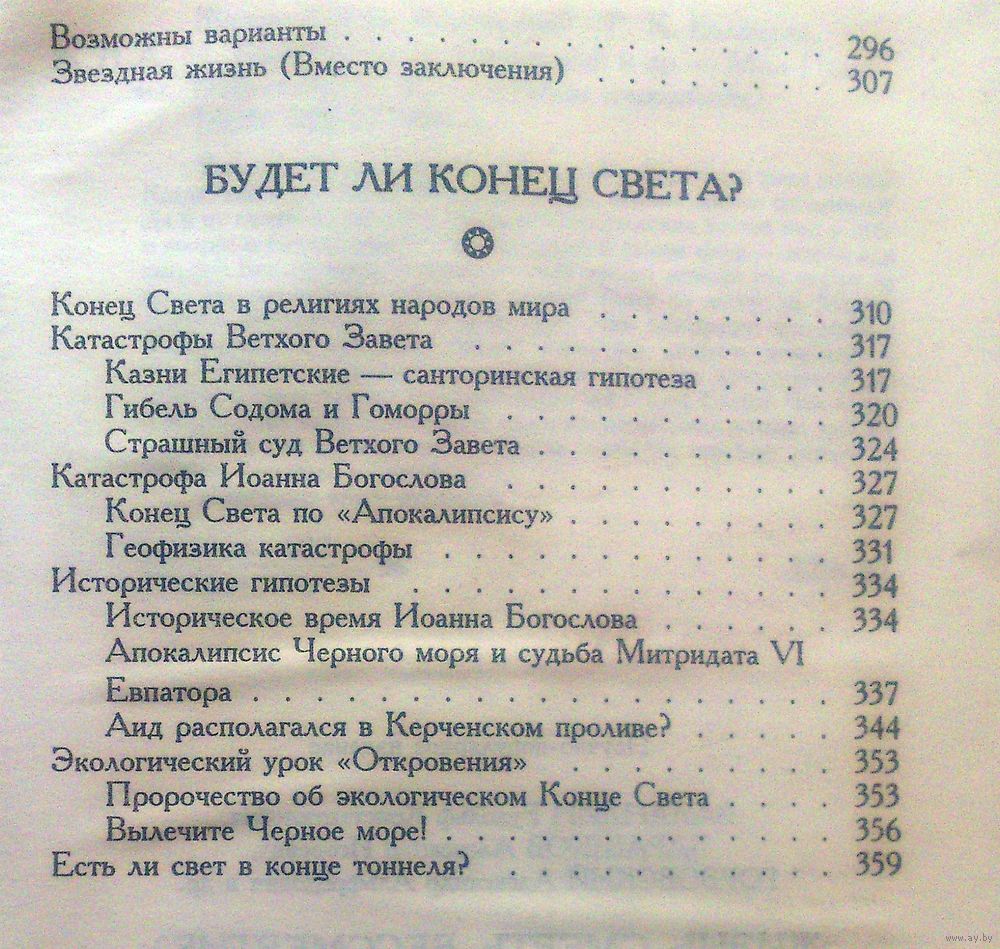 Возможны варианты . . . . . . . . . . . . . . . 296
Звездная жизнь (Вместо заключения) . . . . . . . 307
БУДЕТ ЛИ КОНЕЦ СВЕТА?
Конец Света в религиях народов мира . . . . . . . . 310
Катастрофы Ветхого Завета . . . . . . . . . . . . 317
Казни Египетские — санторинская гипотеза . . . . 317
Гибель Содома и Гоморры . . . . . . . . . . . 320
Страшный суд Ветхого Завета . . . . . . . . . . 324
Катастрофа Иоанна Богослова . . . . . . . . . . . 327
Конец Света по «Апокалипсису» . . . . . . . . . 327
Геофизика катастрофы . . . . . . . . . . . . . 331
Исторические гипотезы . . . . . . . . . . . . . . 334
Историческое время Иоанна Богослова . . . . . . 334
Апокалипсис Черного моря и судьба Митридата VI
Евпатора . . . . . . . . . . . . . . . . . . . 337
Аид располагался в Керченском проливе? . . . . . 344
Экологический урок «Откровения» . . . . . . . . . 353
Пророчество об экологическом Конце Света . . . . 353
Вылечите Черное море! . . . . . . . . . . . . . 356
Есть ли свет в конце тоннеля? . . . . . . . . . . . 359
www.ay.by